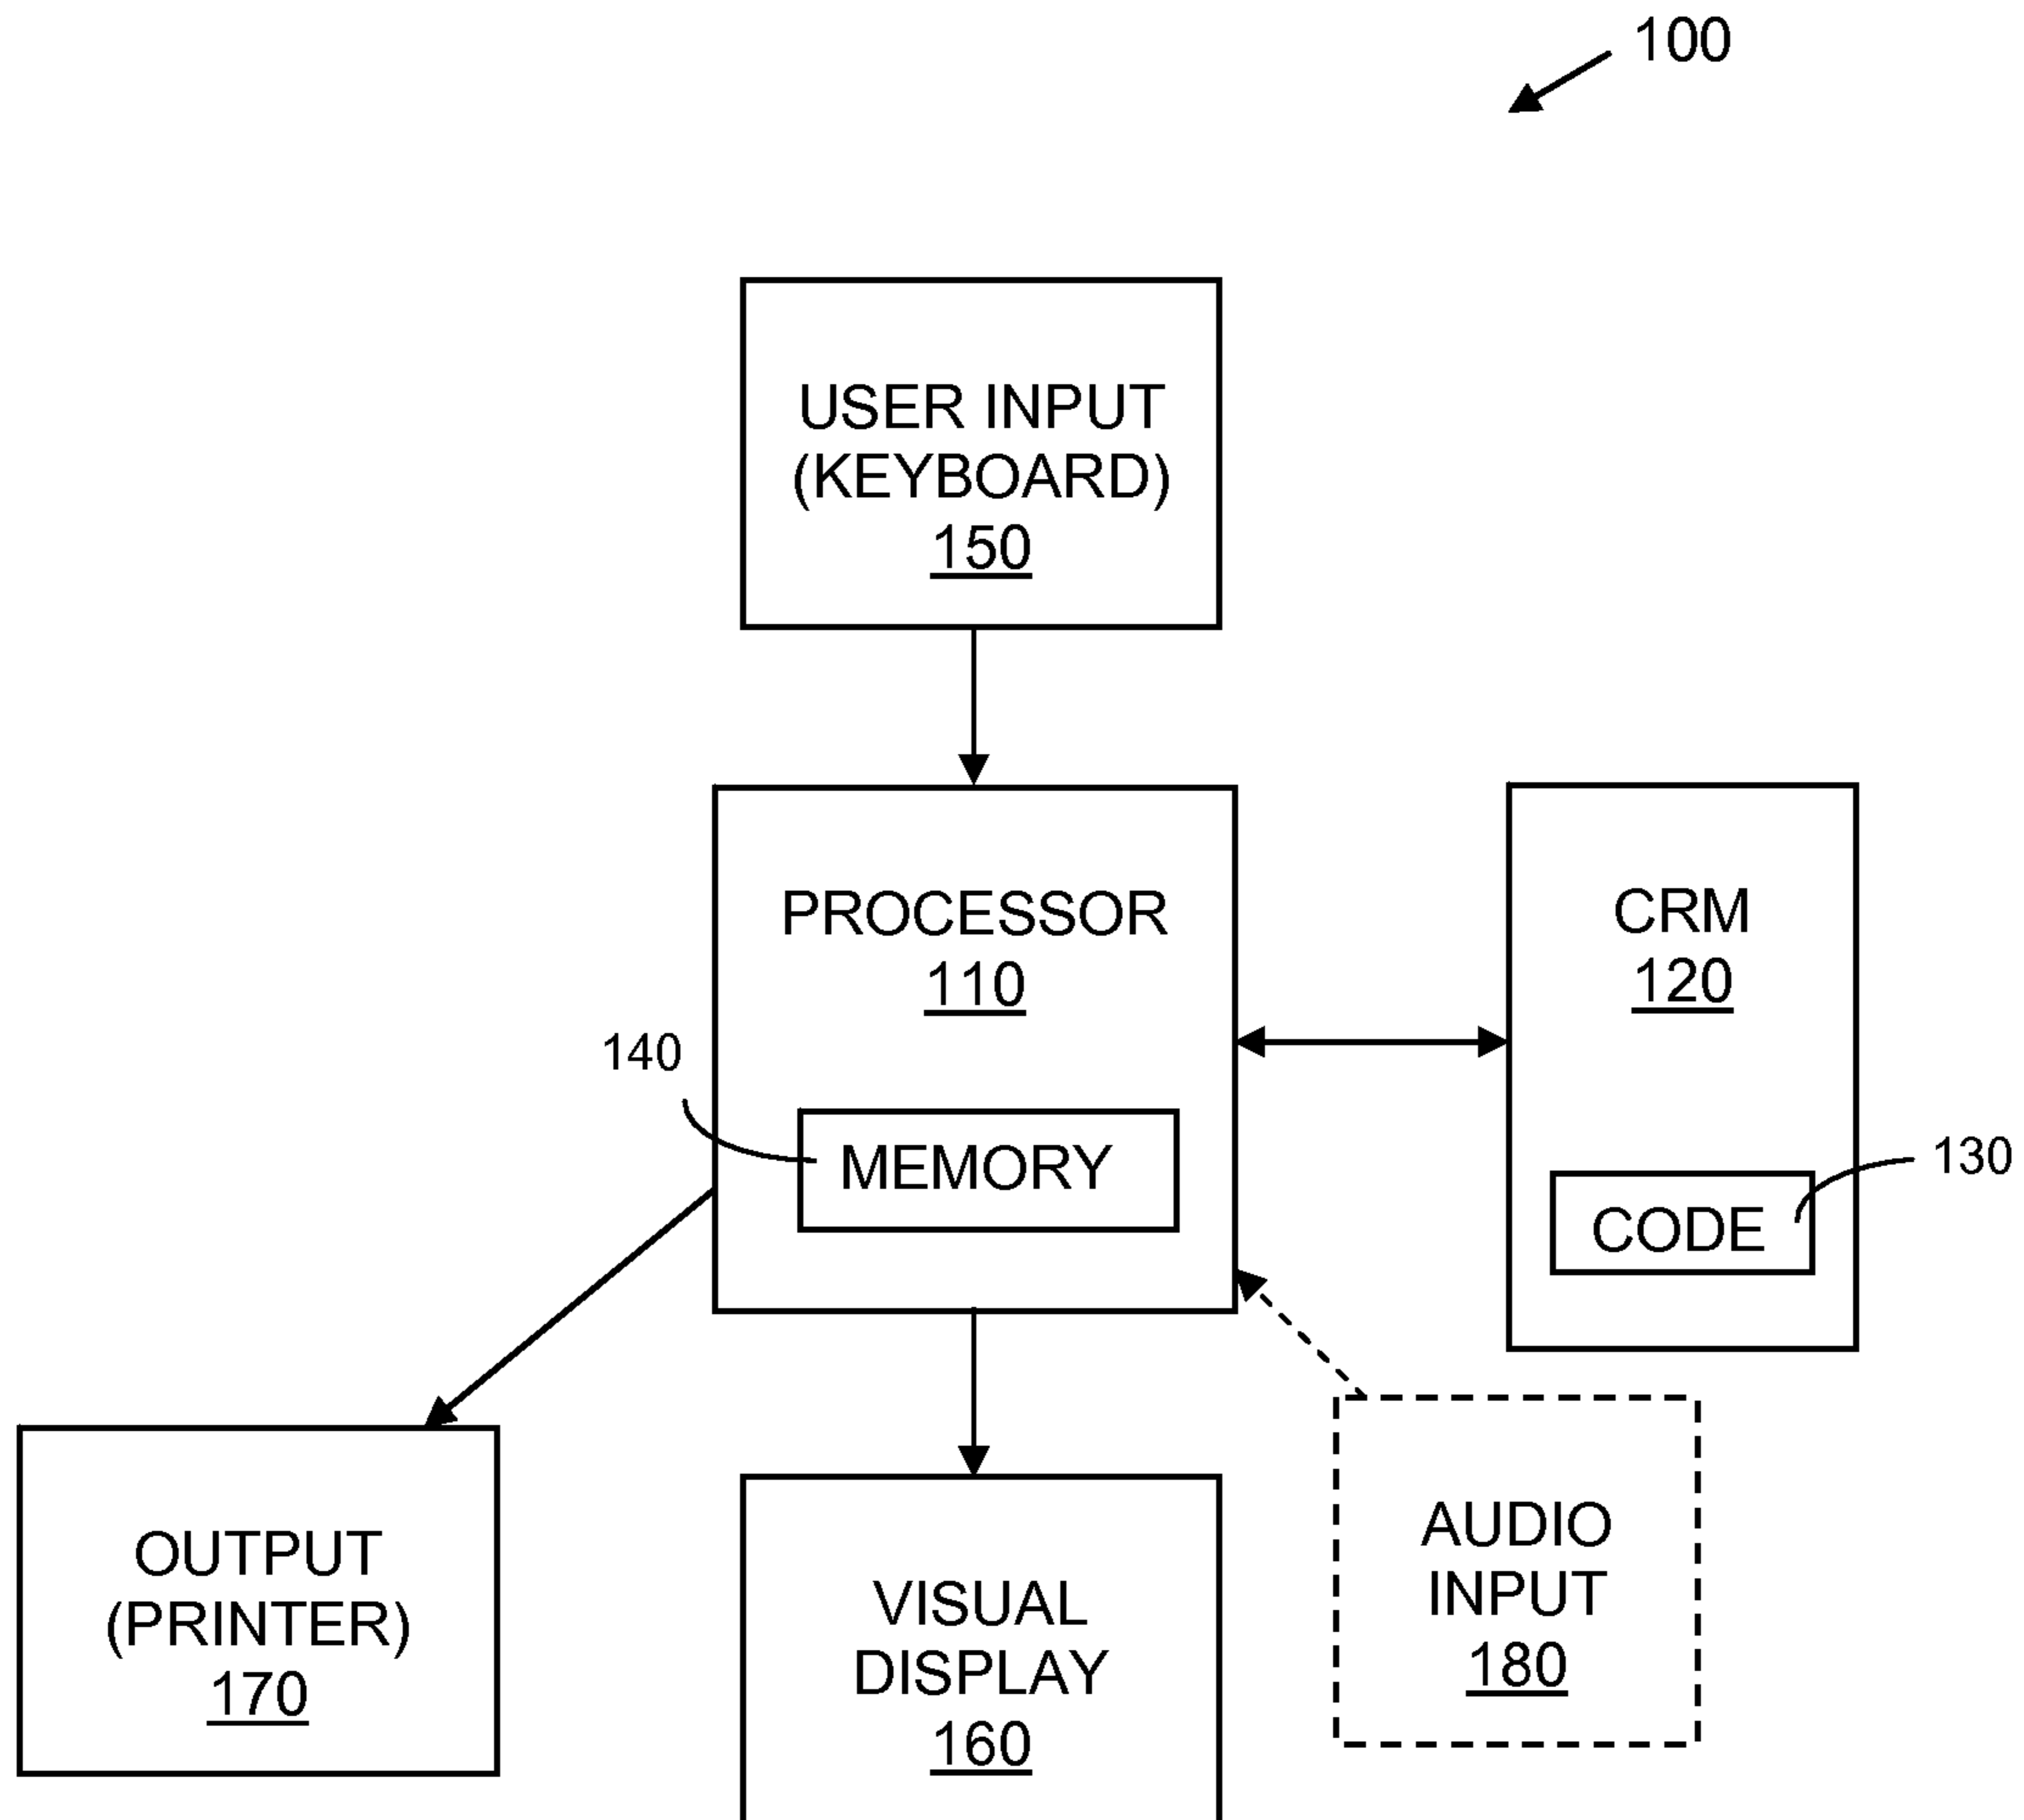 100
USER INPUT
(KEYBOARD)
150
PROCESSOR
110
CRM
120
140
MEMORY
130
CODE
OUTPUT
(PRINTER)
170
VISUAL
DISPLAY
160
AUDIO
INPUT
180